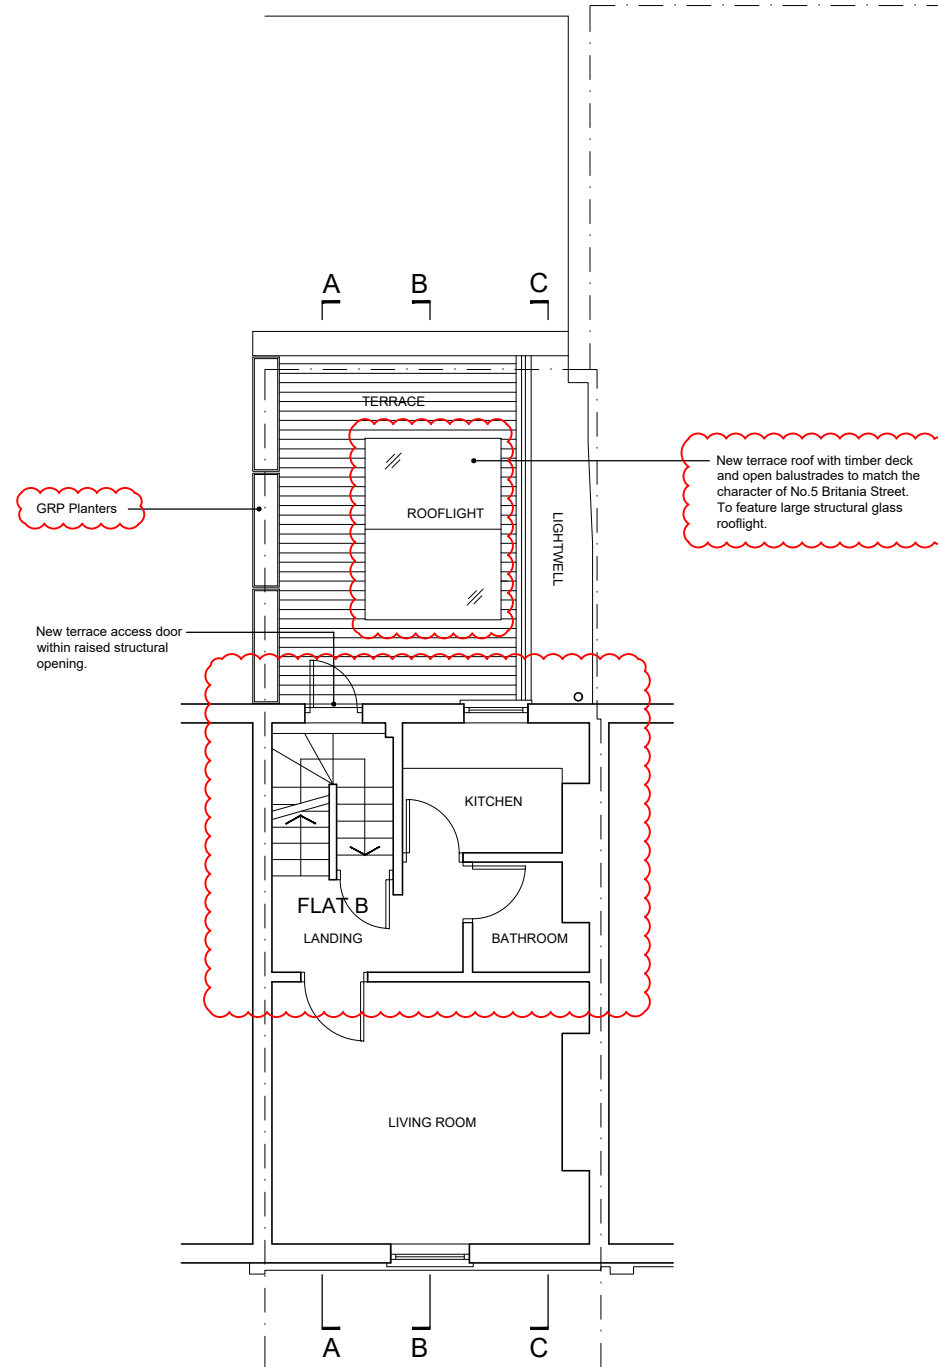 A
B
C
TERRACE
New terrace roof with timber deck
and open balustrades to match the
character of No.5 Britania Street.
To feature large structural glass
rooflight.
GRP Planters
ROOFLIGHT
LIGHTWELL
New terrace access door
within raised structural
opening.
KITCHEN
FLAT B
LANDING
BATHROOM
LIVING ROOM
A
B
C